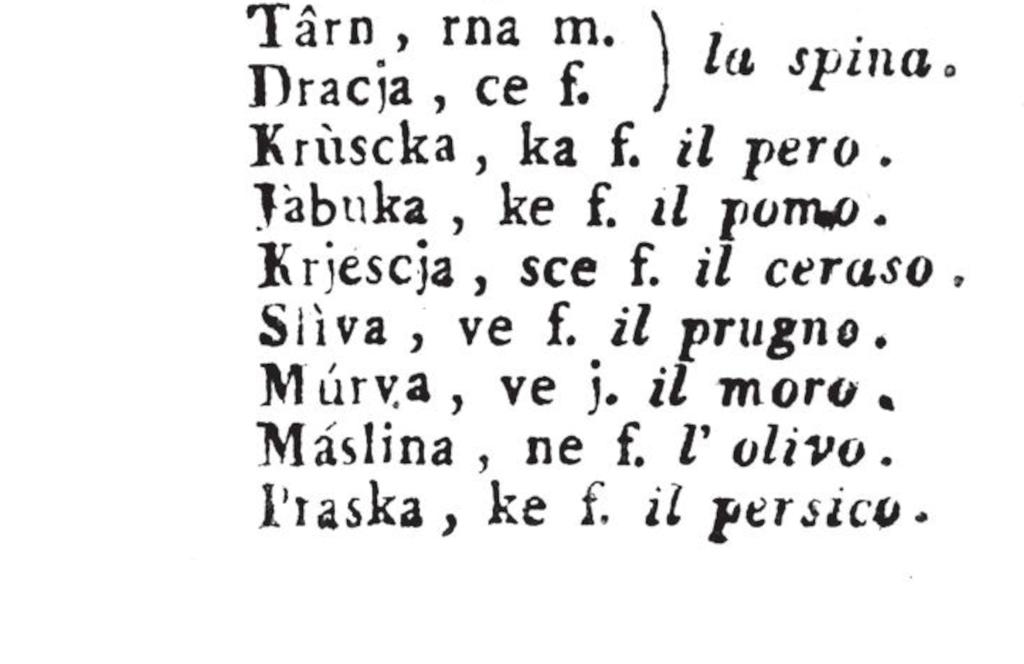 Târn, rna m.
Dracja, ce f. ) la spina.
Krùscka, ka f. il pero.
Jàbuka, ke f. il pomo.
Krjescja, sce f. il ceraso.
Slìva, ve f. il prugno.
Múrva, ve j. il moro.
Máslina, ne f. l' olivo.
Praska, ke f. il persico.